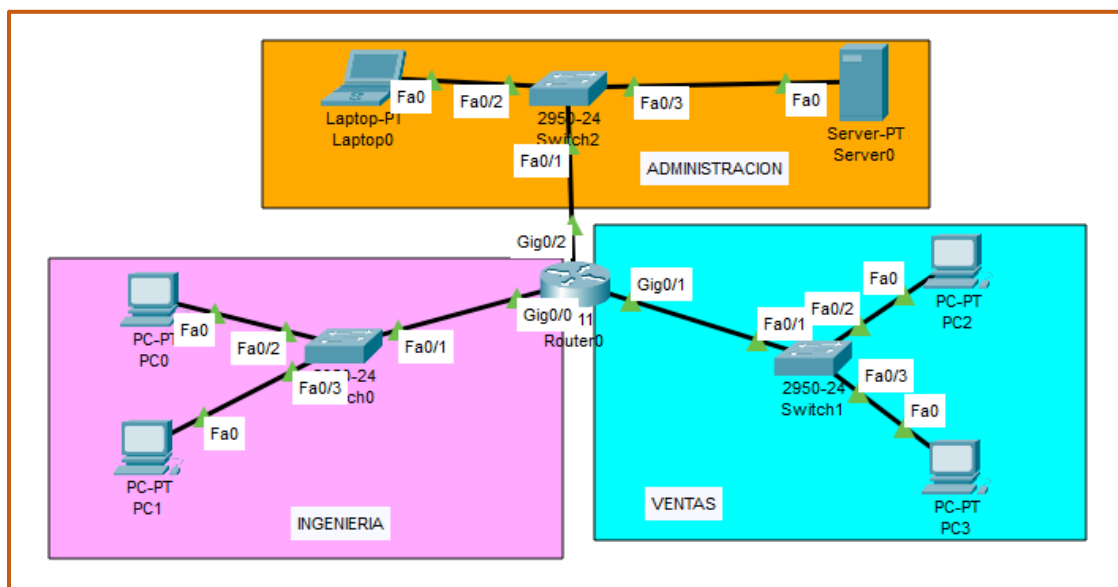 Fa0
Fa0/2
Laptop-PT
Laptop0
2950-24
Switch2
Fa0/3
Fa0
Server-PT
Server0
Fa0/1
ADMINISTRACION
Gig0/2
Gig0/0
Gig0/1
11
Router0
Fa0
PC-PT
PC0
Fa0/2
Fa0/1
Fa0/3
Fa0
PC-PT
PC1
INGENIERIA
Fa0/1
Fa0/2
Fa0
PC-PT
PC2
2950-24
Switch1
Fa0/3
Fa0
PC-PT
PC3
VENTAS